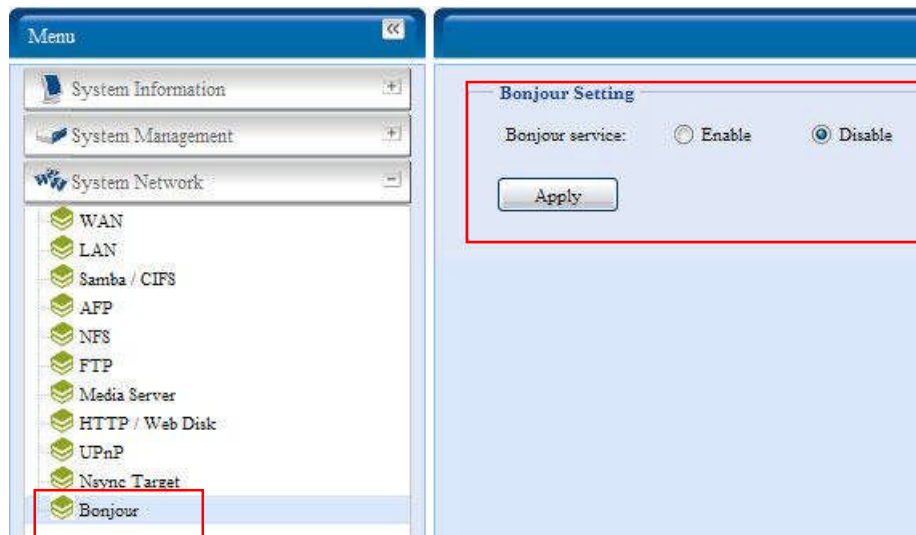 Menu
System Information
System Management
System Network
WAN
LAN
Samba / CIFS
AFP
NFS
FTP
Media Server
HTTP / Web Disk
UPnP
Nsync Target
Bonjour
Bonjour Setting
Bonjour service: Enable Disable
Apply